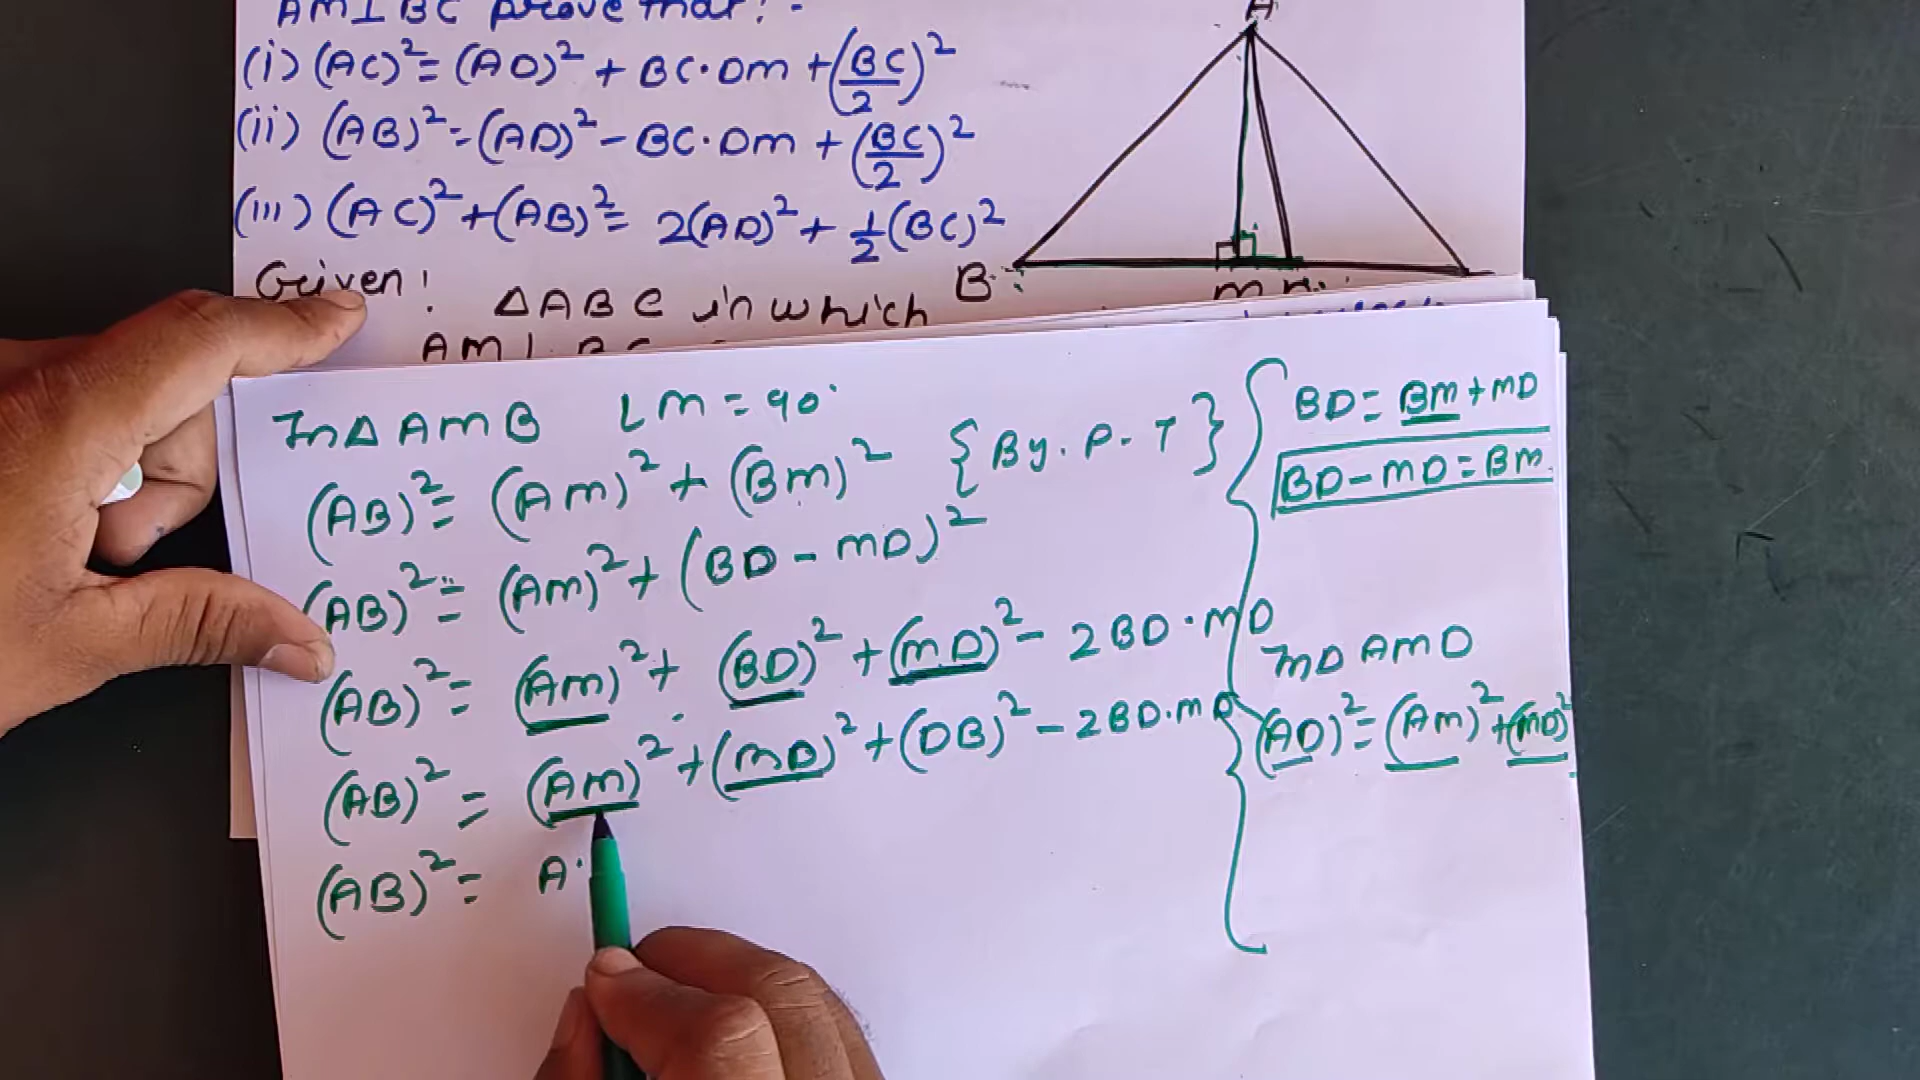 AM⊥BC prove that:-
(i) (AC)² = (AD)² + BC·DM + (BC/2)²
(ii) (AB)² = (AD)² - BC·DM + (BC/2)²
(iii) (AC)² + (AB)² = 2(AD)² + 1/2(BC)²
Given: △ABC in which
AM⊥BC
A
B
M
In△AMB ∠M = 90°
(AB)² = (AM)² + (BM)² {By. P. T}
(AB)² = (AM)² + (BD - MD)²
(AB)² = (AM)² + (BD)² + (MD)² - 2BD·MD
(AB)² = (AM)² + (MD)² + (DB)² - 2BD·MD
(AB)² = A
BD = BM + MD
BD - MD = BM
In△AMD
(AD)² = (AM)² + (MD)²